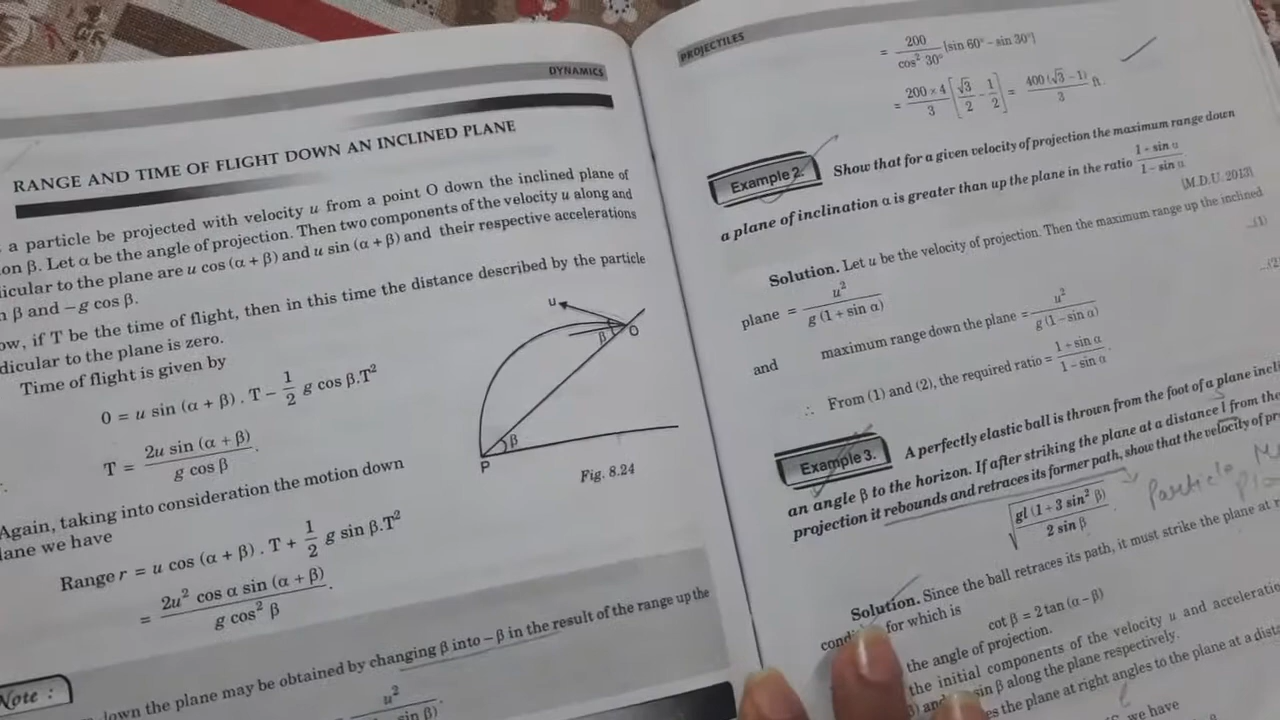 DYNAMICS
RANGE AND TIME OF FLIGHT DOWN AN INCLINED PLANE
a particle be projected with velocity u from a point O down the inclined plane of
on β. Let α be the angle of projection. Then two components of the velocity u along and
icular to the plane are u cos (α + β) and u sin (α + β) and their respective accelerations
n β and − g cos β.
ow, if T be the time of flight, then in this time the distance described by the particle
dicular to the plane is zero.
Time of flight is given by
0 = u sin (α + β) . T − 1/2 g cos β.T²
T = 2u sin (α + β) / g cos β .
Again, taking into consideration the motion down
lane we have
Range r = u cos (α + β) . T + 1/2 g sin β.T²
= 2u² cos α sin (α + β) / g cos² β .
u
β
O
β
P
Fig. 8.24
Note :
down the plane may be obtained by changing β into − β in the result of the range up the
u²
sin β)
PROJECTILES
= 200 / cos² 30° [sin 60° − sin 30°]
= 200 × 4 / 3 [√3/2 − 1/2] = 400 (√3 − 1) / 3 ft.
Example 2. Show that for a given velocity of projection the maximum range down
a plane of inclination α is greater than up the plane in the ratio 1 + sin α / 1 − sin α .
[M.D.U. 2013]
Solution. Let u be the velocity of projection. Then the maximum range up the inclined
plane = u² / g (1 + sin α) ...(1)
and maximum range down the plane = u² / g (1 − sin α) ...(2
∴ From (1) and (2), the required ratio = 1 + sin α / 1 − sin α .
Example 3. A perfectly elastic ball is thrown from the foot of a plane incli
an angle β to the horizon. If after striking the plane at a distance l from the
projection it rebounds and retraces its former path, show that the velocity of pr
√ gl (1 + 3 sin² β) / 2 sin β .
Particle
Solution. Since the ball retraces its path, it must strike the plane at r
for which is
cot β = 2 tan (α − β)
the angle of projection.
the initial components of the velocity u and acceleratio
β) and sin β along the plane respectively.
es the plane at right angles to the plane at a dista
we have